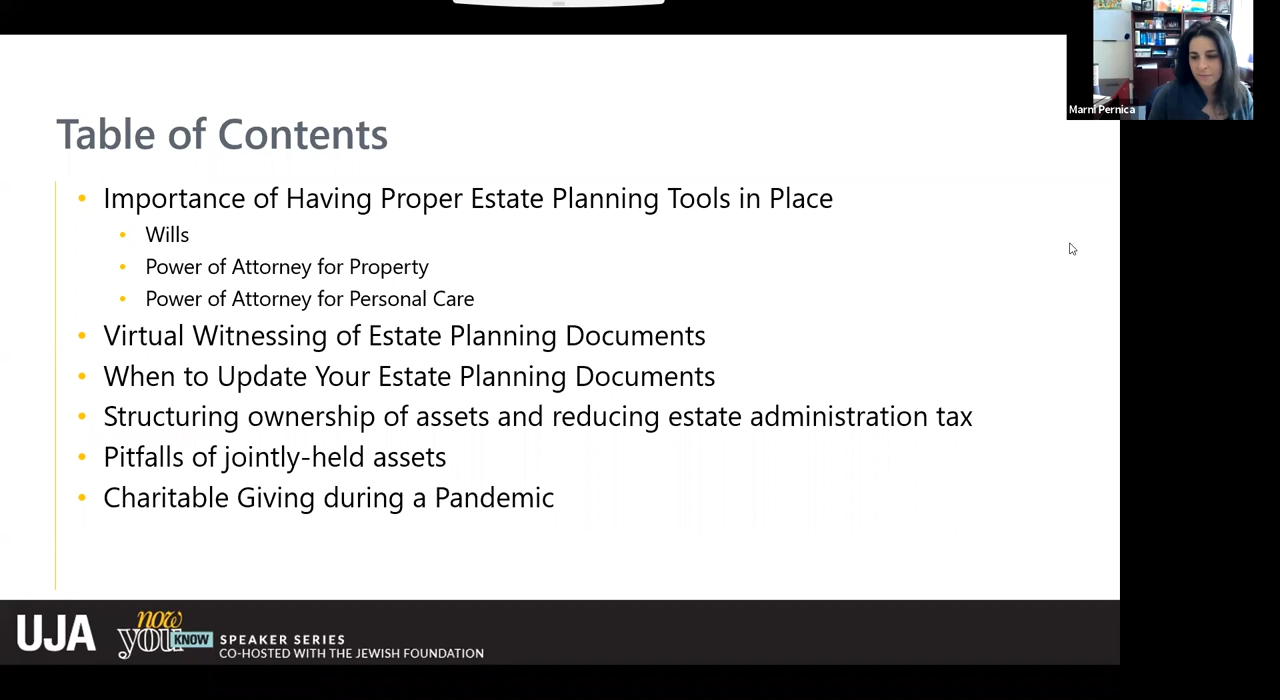 Marni Pernica
Table of Contents
• Importance of Having Proper Estate Planning Tools in Place
• Wills
• Power of Attorney for Property
• Power of Attorney for Personal Care
• Virtual Witnessing of Estate Planning Documents
• When to Update Your Estate Planning Documents
• Structuring ownership of assets and reducing estate administration tax
• Pitfalls of jointly-held assets
• Charitable Giving during a Pandemic
UJA
now
you KNOW
SPEAKER SERIES
CO-HOSTED WITH THE JEWISH FOUNDATION